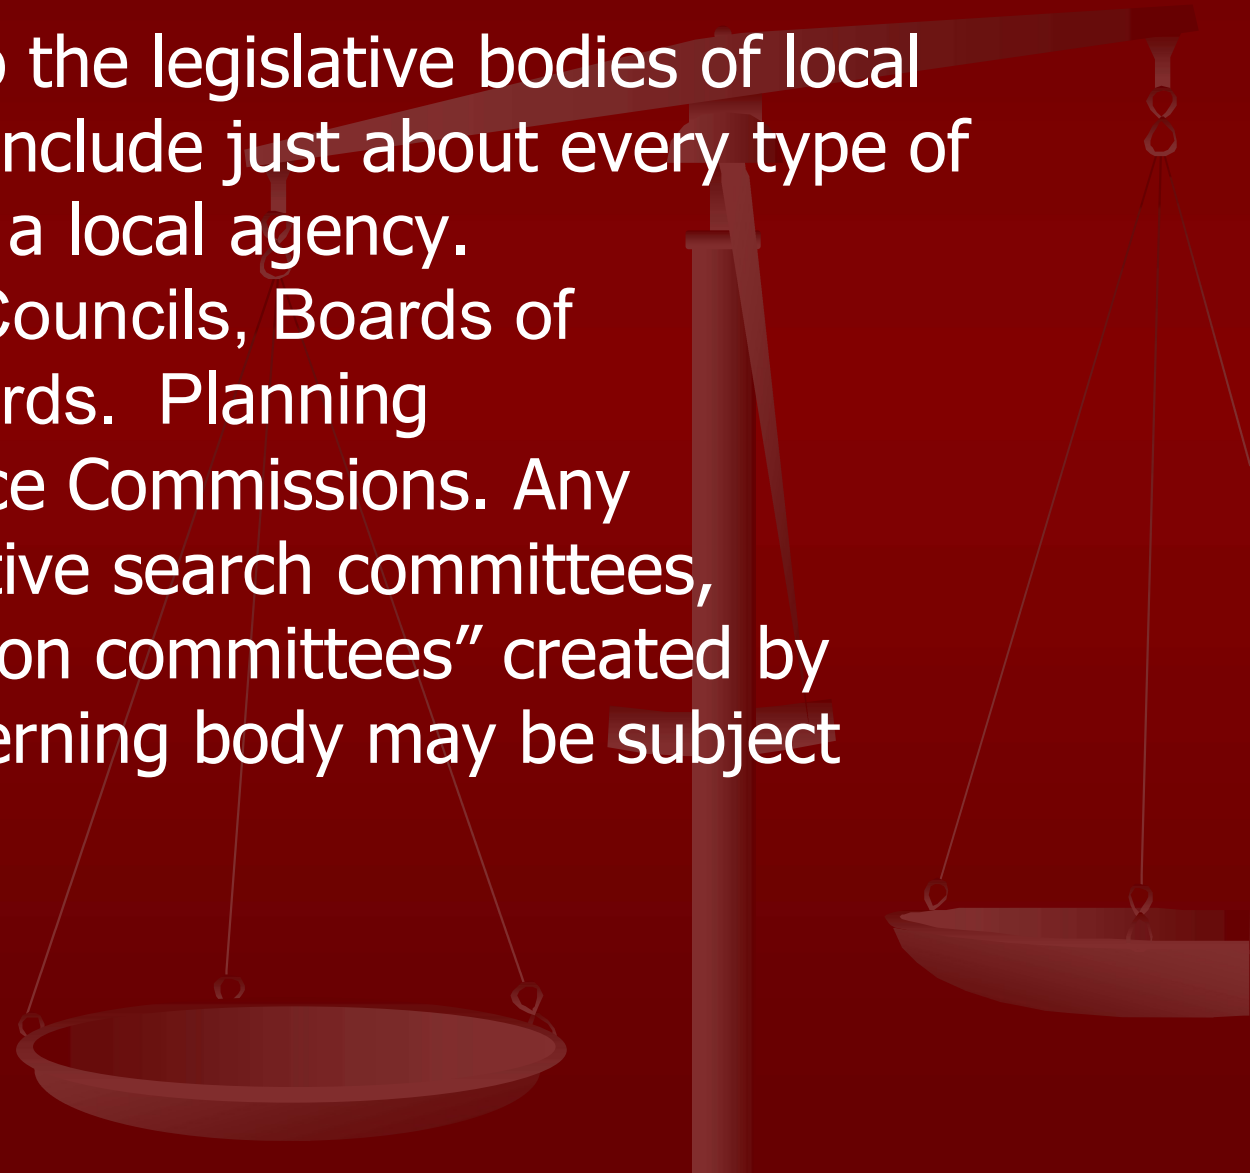 the legislative bodies of local
nclude just about every type of
a local agency.
Councils, Boards of
rds. Planning
ce Commissions. Any
tive search committees,
on committees” created by
erning body may be subject